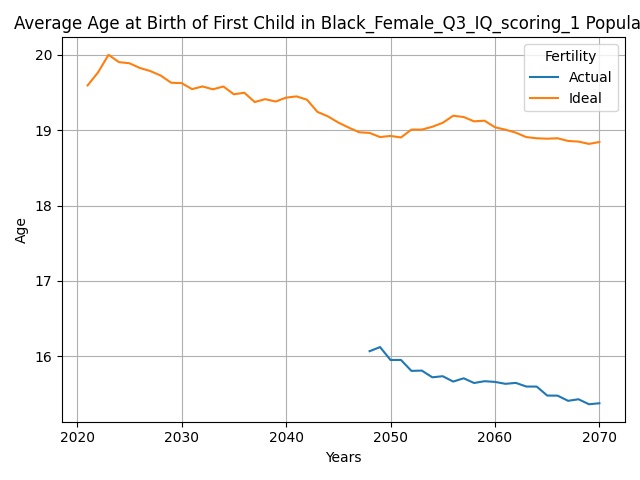 Average Age at Birth of First Child in Black_Female_Q3_IQ_scoring_1 Popula
20
19
18
17
16
Age
Fertility
Actual
Ideal
2020
2030
2040
2050
2060
2070
Years